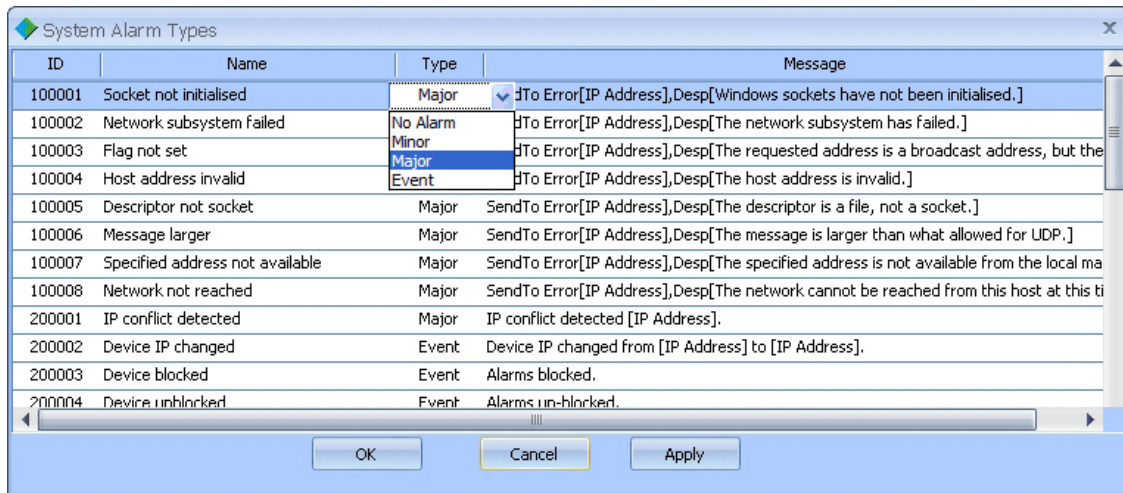 System Alarm Types
ID Name Type Message
100001 Socket not initialised Major dTo Error[IP Address],Desp[Windows sockets have not been initialised.]
100002 Network subsystem failed No Alarm dTo Error[IP Address],Desp[The network subsystem has failed.]
Minor
100003 Flag not set Major dTo Error[IP Address],Desp[The requested address is a broadcast address, but the
100004 Host address invalid Event dTo Error[IP Address],Desp[The host address is invalid.]
100005 Descriptor not socket Major SendTo Error[IP Address],Desp[The descriptor is a file, not a socket.]
100006 Message larger Major SendTo Error[IP Address],Desp[The message is larger than what allowed for UDP.]
100007 Specified address not available Major SendTo Error[IP Address],Desp[The specified address is not available from the local ma
100008 Network not reached Major SendTo Error[IP Address],Desp[The network cannot be reached from this host at this ti
200001 IP conflict detected Major IP conflict detected [IP Address].
200002 Device IP changed Event Device IP changed from [IP Address] to [IP Address].
200003 Device blocked Event Alarms blocked.
200004 Device unblocked Event Alarms un-blocked.
OK Cancel Apply